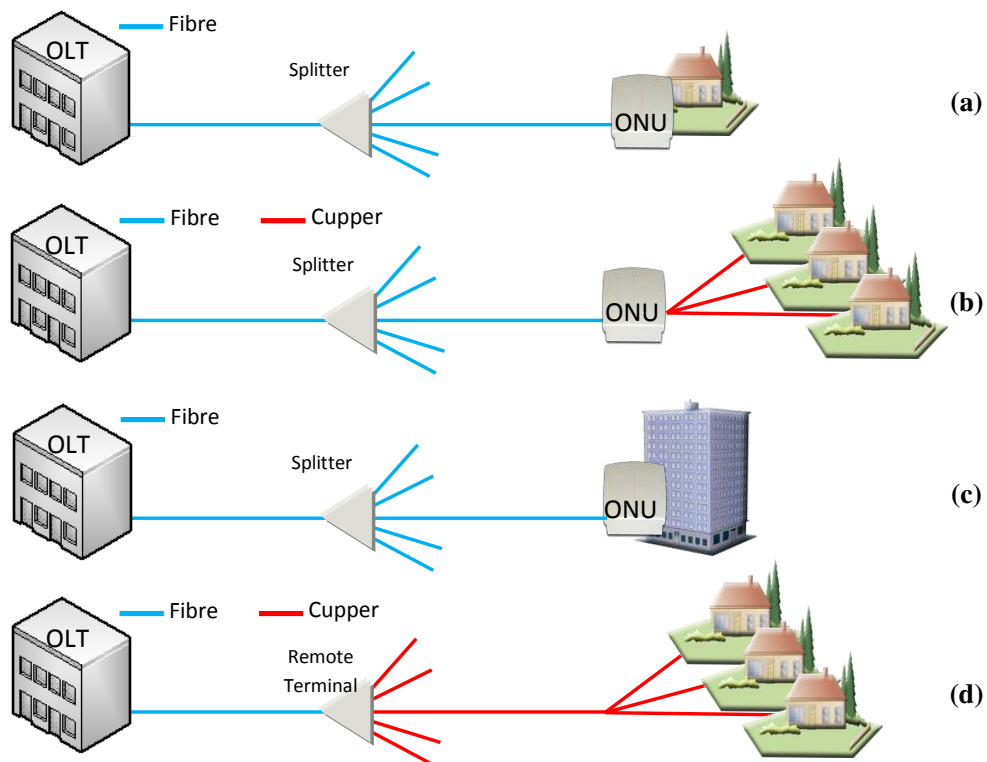 OLT
Fibre
Splitter
ONU
(a)
OLT
Fibre
Cupper
Splitter
ONU
(b)
OLT
Fibre
Splitter
ONU
(c)
OLT
Fibre
Cupper
Remote
Terminal
(d)